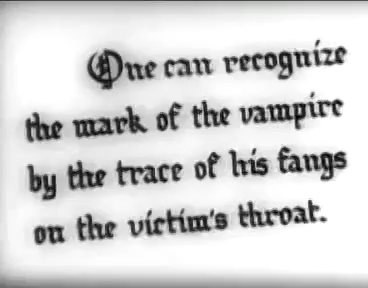 One can recognize
the mark of the vampire
by the trace of his fangs
on the victim's throat.